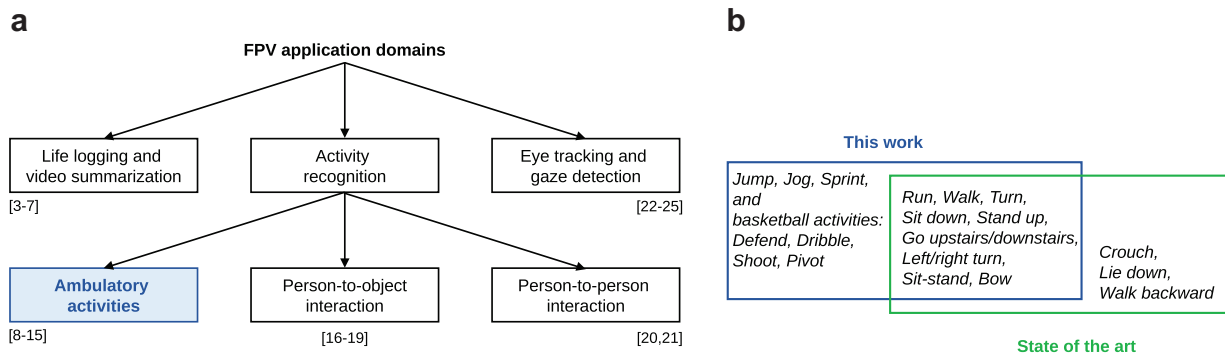 a
FPV application domains
Life logging and
video summarization
[3-7]
Activity
recognition
Eye tracking and
gaze detection
[22-25]
Ambulatory
activities
[8-15]
Person-to-object
interaction
[16-19]
Person-to-person
interaction
[20,21]
b
This work
Jump, Jog, Sprint,
and
basketball activities:
Defend, Dribble,
Shoot, Pivot
Run, Walk, Turn,
Sit down, Stand up,
Go upstairs/downstairs,
Left/right turn,
Sit-stand, Bow
Crouch,
Lie down,
Walk backward
State of the art